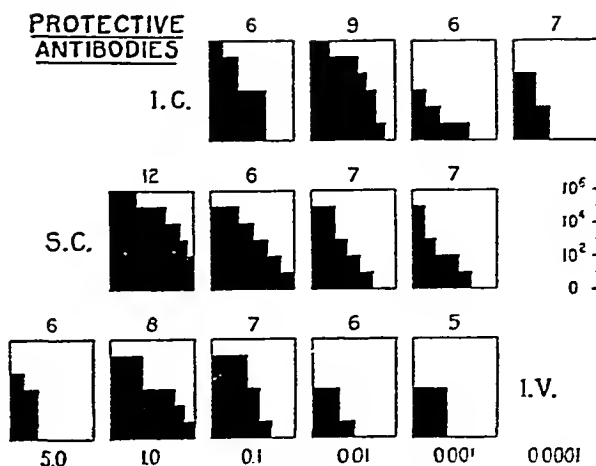 PROTECTIVE
ANTIBODIES
6 9 6 7
I.C.
12 6 7 7
S.C.
10⁶
10⁴
10²
0
6 8 7 6 5
I.V.
5.0 1.0 0.1 0.01 0.001 0.0001